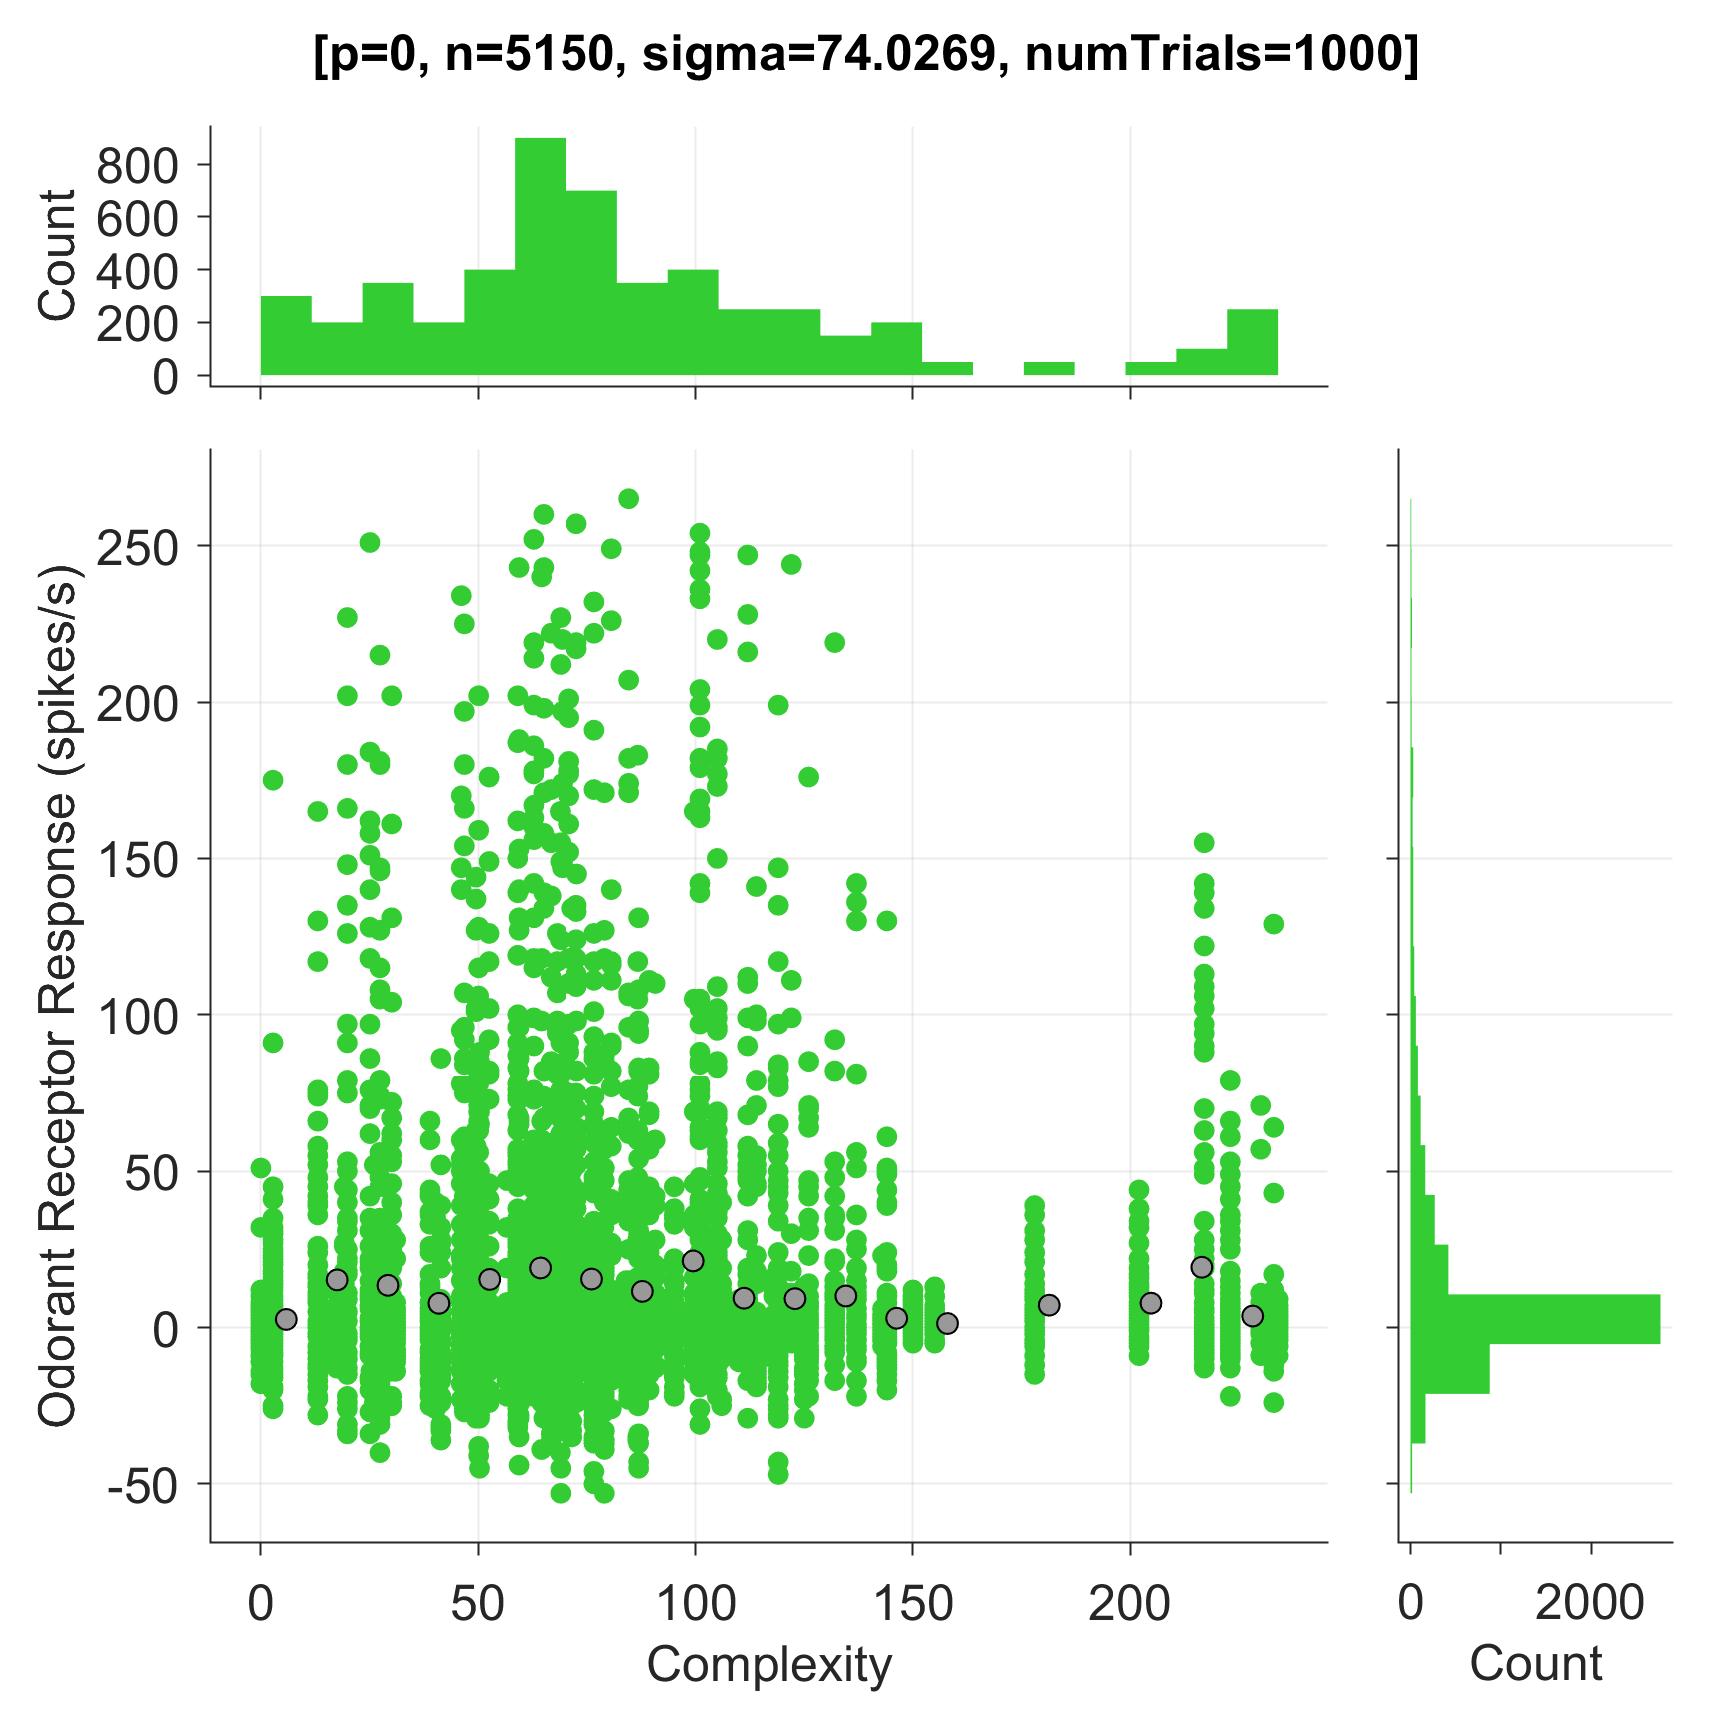 [p=0, n=5150, sigma=74.0269, numTrials=1000]
Count
800
600
400
200
0
Odorant Receptor Response (spikes/s)
250
200
150
100
50
0
-50
0 50 100 150 200
Complexity
0 2000
Count